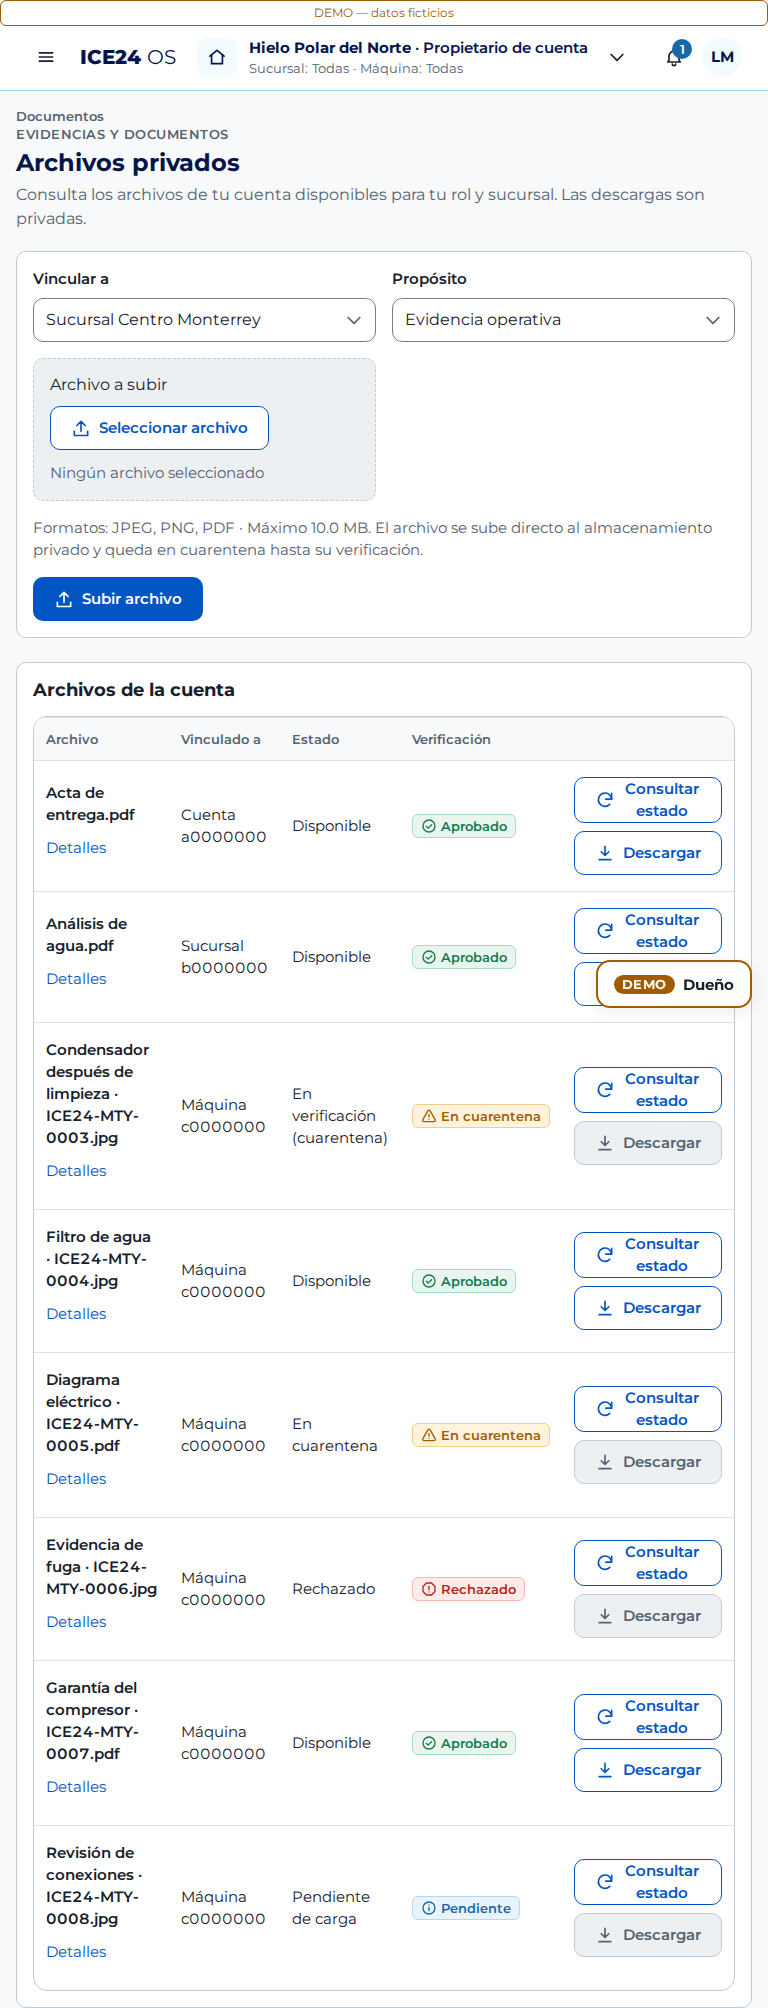 DEMO — datos ficticios
ICE24 OS
Hielo Polar del Norte · Propietario de cuenta
Sucursal: Todas · Máquina: Todas
1
LM
Documentos
EVIDENCIAS Y DOCUMENTOS
Archivos privados
Consulta los archivos de tu cuenta disponibles para tu rol y sucursal. Las descargas son
privadas.
Vincular a
Propósito
Sucursal Centro Monterrey
Evidencia operativa
Archivo a subir
Seleccionar archivo
Ningún archivo seleccionado
Formatos: JPEG, PNG, PDF · Máximo 10.0 MB. El archivo se sube directo al almacenamiento
privado y queda en cuarentena hasta su verificación.
Subir archivo
Archivos de la cuenta
Archivo Vinculado a Estado Verificación
Acta de
entrega.pdf
Detalles
Cuenta
a0000000
Disponible
Aprobado
Consultar
estado
Descargar
Análisis de
agua.pdf
Detalles
Sucursal
b0000000
Disponible
Aprobado
Consultar
estado
DEMO Dueño
Condensador
después de
limpieza ·
ICE24-MTY-
0003.jpg
Detalles
Máquina
c0000000
En
verificación
(cuarentena)
En cuarentena
Consultar
estado
Descargar
Filtro de agua
· ICE24-MTY-
0004.jpg
Detalles
Máquina
c0000000
Disponible
Aprobado
Consultar
estado
Descargar
Diagrama
eléctrico ·
ICE24-MTY-
0005.pdf
Detalles
Máquina
c0000000
En
cuarentena
En cuarentena
Consultar
estado
Descargar
Evidencia de
fuga · ICE24-
MTY-0006.jpg
Detalles
Máquina
c0000000
Rechazado
Rechazado
Consultar
estado
Descargar
Garantía del
compresor ·
ICE24-MTY-
0007.pdf
Detalles
Máquina
c0000000
Disponible
Aprobado
Consultar
estado
Descargar
Revisión de
conexiones ·
ICE24-MTY-
0008.jpg
Detalles
Máquina
c0000000
Pendiente
de carga
Pendiente
Consultar
estado
Descargar